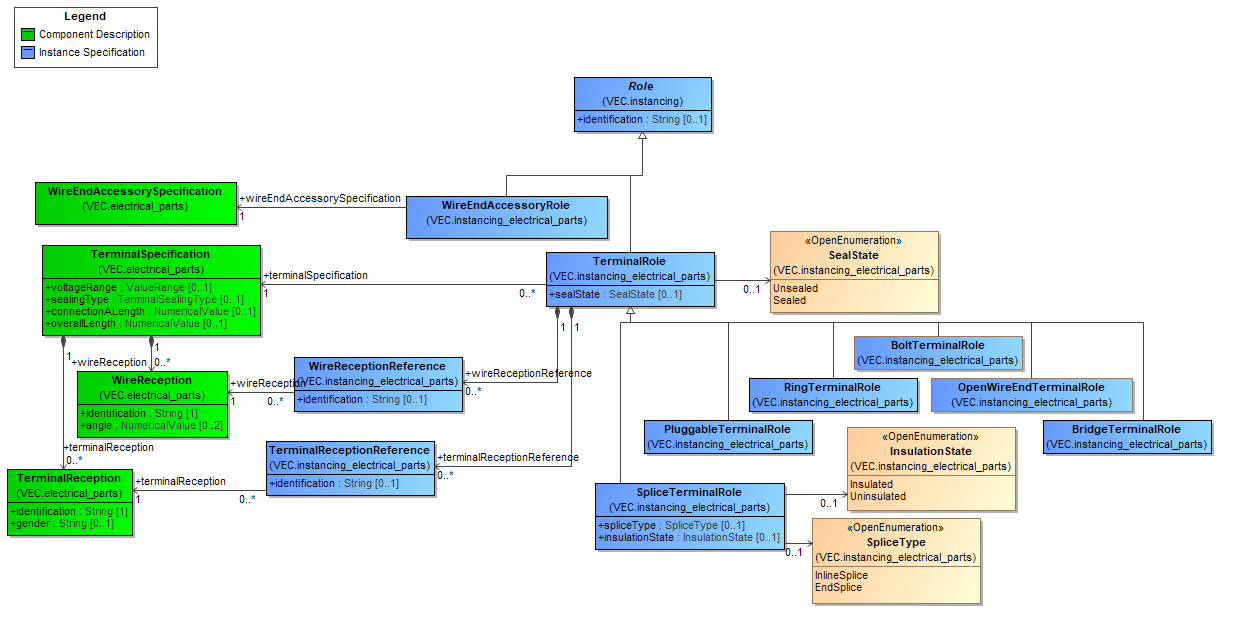 Legend
Component Description
Instance Specification
Role
(VEC.instancing)
+identification : String [0..1]
WireEndAccessorySpecification
(VEC.electrical_parts)
+wireEndAccessorySpecification
1
WireEndAccessoryRole
(VEC.instancing_electrical_parts)
TerminalSpecification
(VEC.electrical_parts)
+voltageRange : ValueRange [0..1]
+sealingType : TerminalSealingType [0..1]
+connectionALength : NumericalValue [0..1]
+overallLength : NumericalValue [0..1]
+terminalSpecification
1
0..*
TerminalRole
(VEC.instancing_electrical_parts)
+sealState : SealState [0..1]
0..1
«OpenEnumeration»
SealState
(VEC.instancing_electrical_parts)
Unsealed
Sealed
1
1
1
1
+wireReception
0..*
WireReception
(VEC.electrical_parts)
+identification : String [1]
+angle : NumericalValue [0..2]
+wireReception
1
0..*
WireReceptionReference
(VEC.instancing_electrical_parts)
+identification : String [0..1]
+wireReceptionReference
0..*
BoltTerminalRole
(VEC.instancing_electrical_parts)
RingTerminalRole
(VEC.instancing_electrical_parts)
OpenWireEndTerminalRole
(VEC.instancing_electrical_parts)
PluggableTerminalRole
(VEC.instancing_electrical_parts)
BridgeTerminalRole
(VEC.instancing_electrical_parts)
+terminalReception
0..*
TerminalReception
(VEC.electrical_parts)
+identification : String [1]
+gender : String [0..1]
+terminalReception
1
0..*
TerminalReceptionReference
(VEC.instancing_electrical_parts)
+identification : String [0..1]
+terminalReceptionReference
0..*
«OpenEnumeration»
InsulationState
(VEC.instancing_electrical_parts)
Insulated
Uninsulated
SpliceTerminalRole
(VEC.instancing_electrical_parts)
+spliceType : SpliceType [0..1]
+insulationState : InsulationState [0..1]
0..1
0..1
«OpenEnumeration»
SpliceType
(VEC.instancing_electrical_parts)
InlineSplice
EndSplice